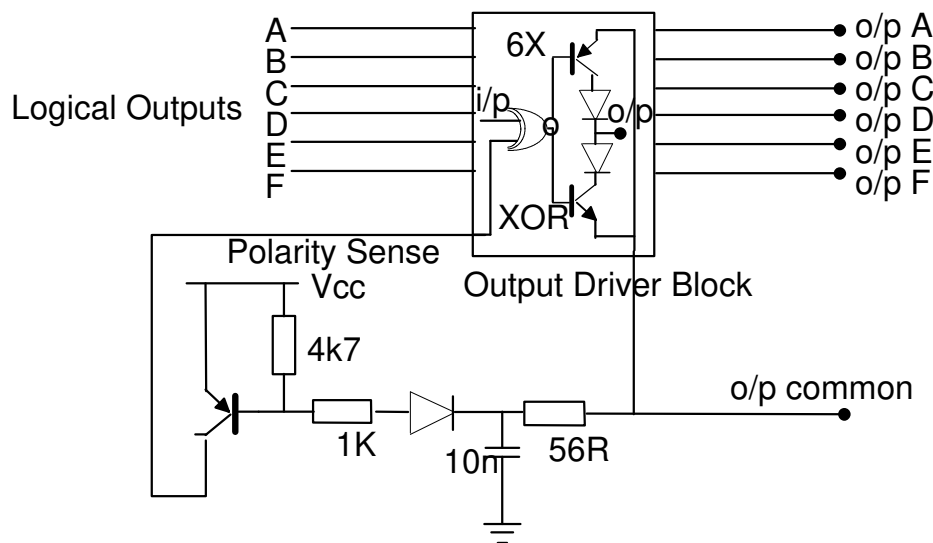 A
B
C
D
E
F
Logical Outputs
6X
i/p
o/p
XOR
o/p A
o/p B
o/p C
o/p D
o/p E
o/p F
Polarity Sense
Output Driver Block
Vcc
4k7
1K
10n
56R
o/p common